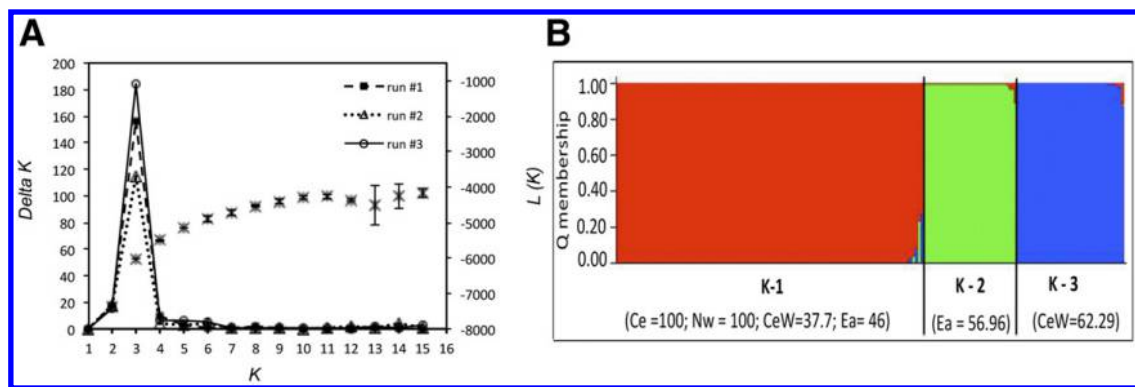 A
200
180
160
140
120
100
80
60
40
20
0
Delta K
run #1
run #2
run #3
-1000
-2000
-3000
-4000
-5000
-6000
-7000
-8000
L (K)
1 2 3 4 5 6 7 8 9 10 11 12 13 14 15 16
K
B
1.00
0.80
0.60
0.40
0.20
0.00
Q membership
K-1 K - 2 K - 3
(Ce =100; Nw = 100; CeW=37.7; Ea= 46) (Ea = 56.96) (CeW=62.29)